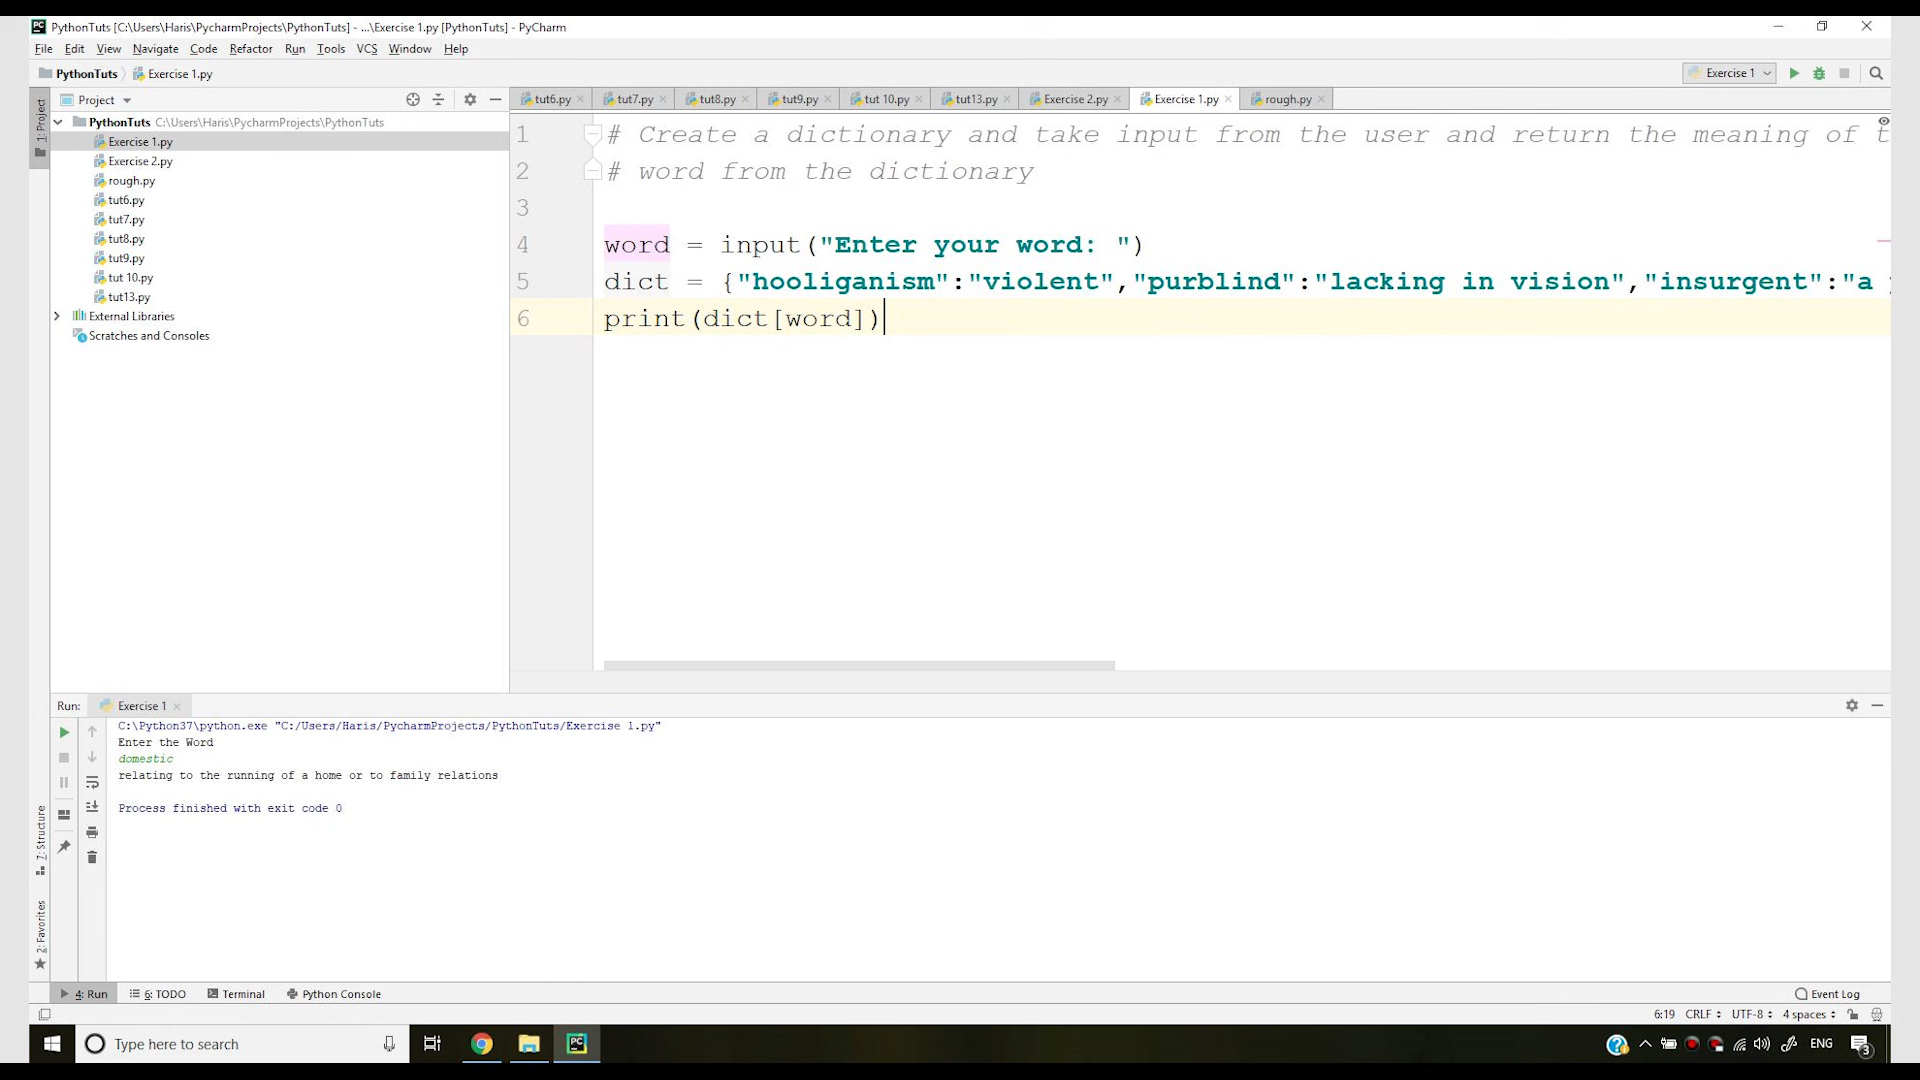 PythonTuts [C:\Users\Haris\PycharmProjects\PythonTuts] - ...\Exercise 1.py [PythonTuts] - PyCharm
File Edit View Navigate Code Refactor Run Tools VCS Window Help
PythonTuts Exercise 1.py Exercise 1
1: Project
Project
tut6.py tut7.py tut8.py tut9.py tut 10.py tut13.py Exercise 2.py Exercise 1.py rough.py
PythonTuts C:\Users\Haris\PycharmProjects\PythonTuts
Exercise 1.py
Exercise 2.py
rough.py
tut6.py
tut7.py
tut8.py
tut9.py
tut 10.py
tut13.py
External Libraries
Scratches and Consoles
1 # Create a dictionary and take input from the user and return the meaning of t
2 # word from the dictionary
3
4 word = input("Enter your word: ")
5 dict = {"hooliganism":"violent","purblind":"lacking in vision","insurgent":"a
6 print(dict[word])
Run: Exercise 1
C:\Python37\python.exe "C:/Users/Haris/PycharmProjects/PythonTuts/Exercise 1.py"
Enter the Word
domestic
relating to the running of a home or to family relations
Process finished with exit code 0
7: Structure
2: Favorites
4: Run 6: TODO Terminal Python Console Event Log
6:19 CRLF UTF-8 4 spaces
Type here to search
PC
ENG
3